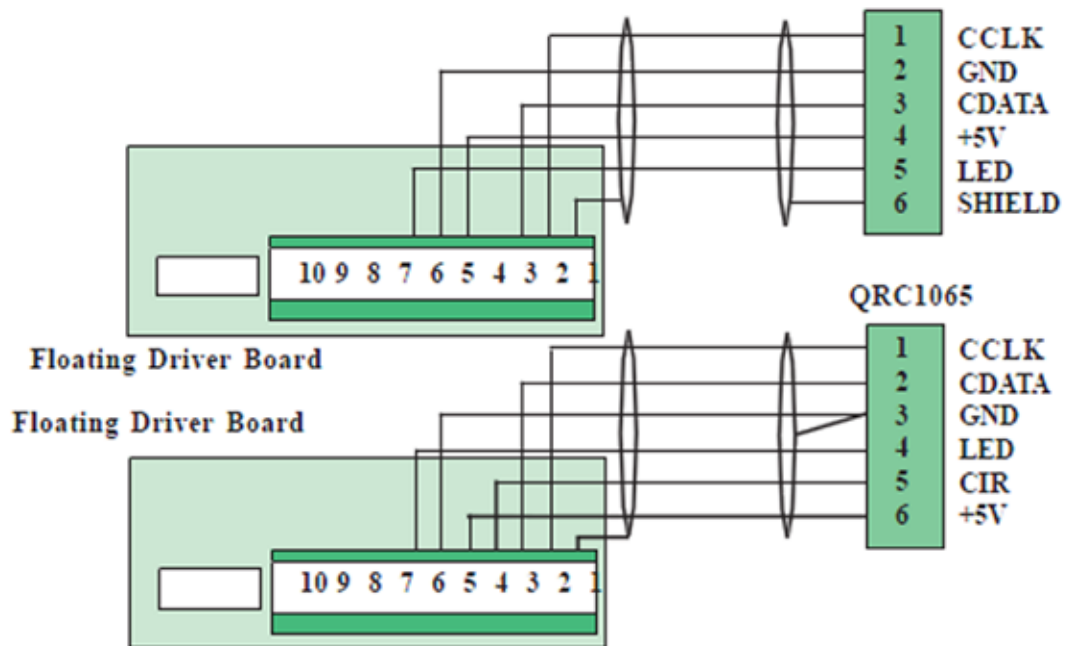 1 CCLK
2 GND
3 CDATA
4 +5V
5 LED
6 SHIELD
10 9 8 7 6 5 4 3 2 1
Floating Driver Board
QRC1065
1 CCLK
2 CDATA
3 GND
4 LED
5 CIR
6 +5V
Floating Driver Board
10 9 8 7 6 5 4 3 2 1